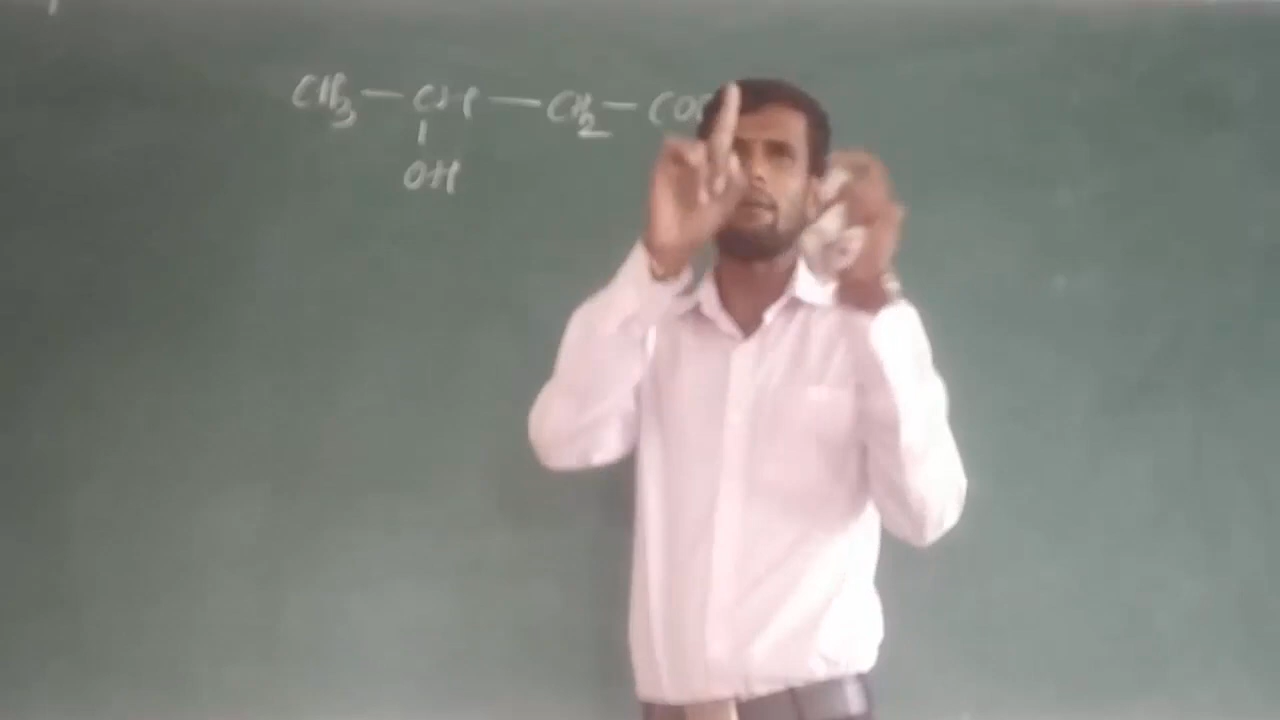 CH₃ — CH — CH₂ — CO
|
OH